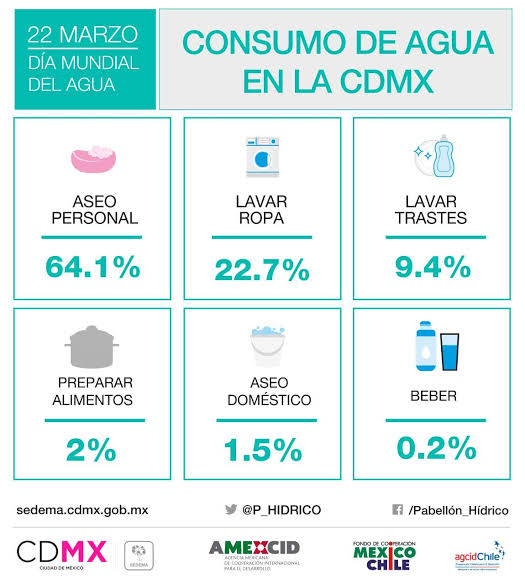 22 MARZO
DÍA MUNDIAL
DEL AGUA
CONSUMO DE AGUA
EN LA CDMX
ASEO
PERSONAL
64.1%
LAVAR
ROPA
22.7%
LAVAR
TRASTES
9.4%
PREPARAR
ALIMENTOS
2%
ASEO
DOMÉSTICO
1.5%
BEBER
0.2%
sedema.cdmx.gob.mx
@P_HIDRICO
/Pabellón_Hídrico
CDMX
CIUDAD DE MÉXICO
SEDEMA
AMEXCID
AGENCIA MEXICANA
DE COOPERACIÓN INTERNACIONAL
PARA EL DESARROLLO
FONDO DE COOPERACIÓN
MEXICO
CHILE
agcidChile